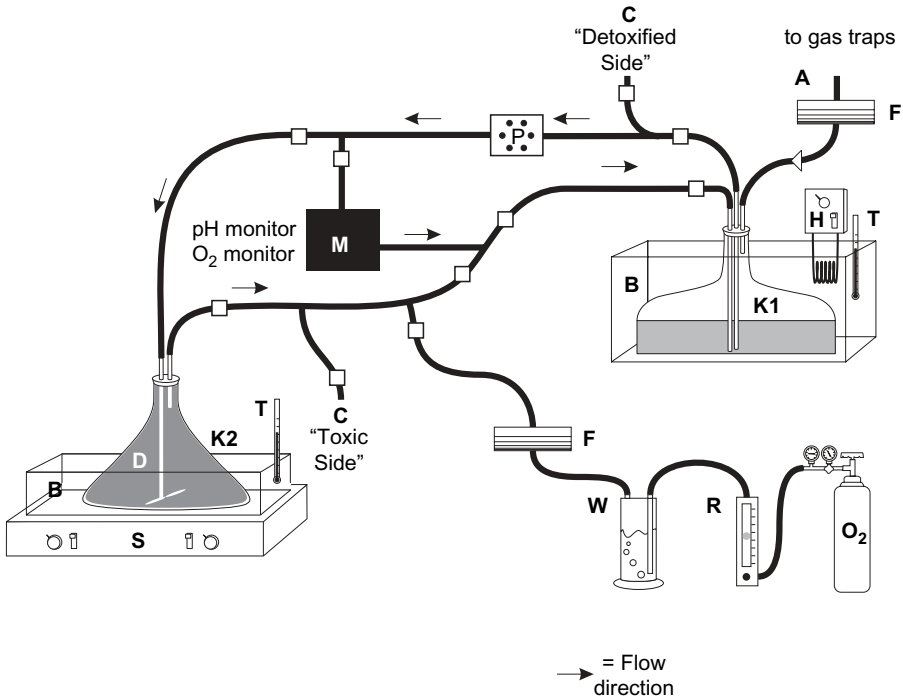 C
“Detoxified
Side”
to gas traps
A
F
P
pH monitor
O₂ monitor
M
H
T
B
K1
T
K2
C
“Toxic
Side”
D
B
S
F
W
R
O₂
= Flow
direction